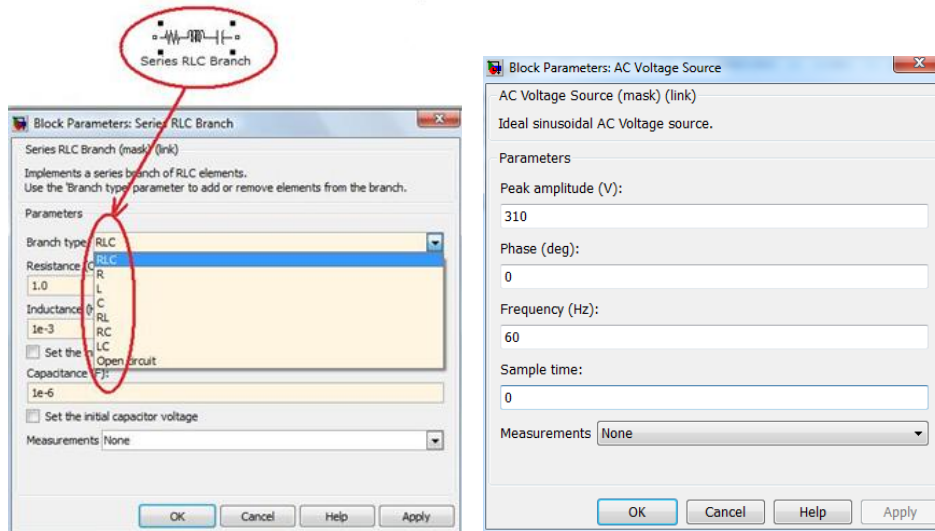 Series RLC Branch
Block Parameters: Series RLC Branch
Series RLC Branch (mask) (link)
Implements a series branch of RLC elements.
Use the 'Branch type' parameter to add or remove elements from the branch.
Parameters
Branch type RLC
RLC
Resistance
R
1.0
L
Inductance
C
RL
1e-3
RC
Set the
LC
Open circuit
Capacitance (F):
1e-6
Set the initial capacitor voltage
Measurements None
OK Cancel Help Apply
Block Parameters: AC Voltage Source
AC Voltage Source (mask) (link)
Ideal sinusoidal AC Voltage source.
Parameters
Peak amplitude (V):
310
Phase (deg):
0
Frequency (Hz):
60
Sample time:
0
Measurements None
OK Cancel Help Apply